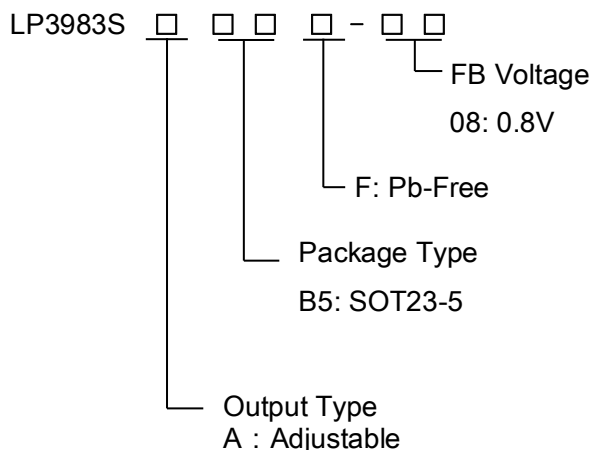 LP3983S □ □ □ □ - □ □
FB Voltage
08: 0.8V
F: Pb-Free
Package Type
B5: SOT23-5
Output Type
A : Adjustable